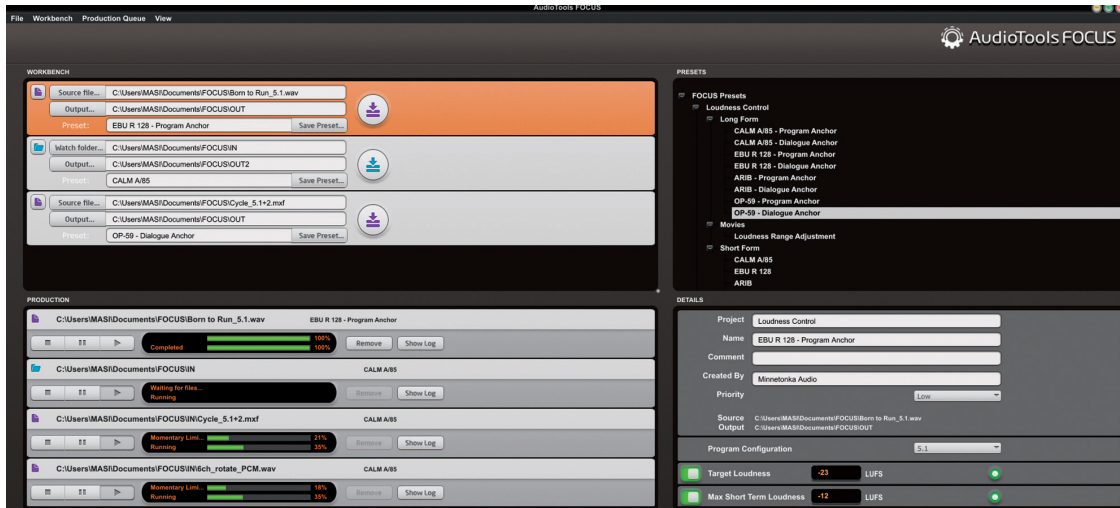 AudioTools FOCUS
File Workbench Production Queue View
AudioTools FOCUS
WORKBENCH
Source file... C:\Users\MASI\Documents\FOCUS\Born to Run_5.1.wav
Output... C:\Users\MASI\Documents\FOCUS\OUT
Preset: EBU R 128 - Program Anchor Save Preset...
Watch folder... C:\Users\MASI\Documents\FOCUS\IN
Output... C:\Users\MASI\Documents\FOCUS\OUT2
Preset: CALM A/85 Save Preset...
Source file... C:\Users\MASI\Documents\FOCUS\Cycle_5.1+2.mxf
Output... C:\Users\MASI\Documents\FOCUS\OUT
Preset: OP-59 - Dialogue Anchor Save Preset...
PRESETS
FOCUS Presets
Loudness Control
Long Form
CALM A/85 - Program Anchor
CALM A/85 - Dialogue Anchor
EBU R 128 - Program Anchor
EBU R 128 - Dialogue Anchor
ARIB - Program Anchor
ARIB - Dialogue Anchor
OP-59 - Program Anchor
OP-59 - Dialogue Anchor
Movies
Loudness Range Adjustment
Short Form
CALM A/85
EBU R 128
ARIB
PRODUCTION
C:\Users\MASI\Documents\FOCUS\Born to Run_5.1.wav EBU R 128 - Program Anchor
100%
Completed 100% Remove Show Log
C:\Users\MASI\Documents\FOCUS\IN CALM A/85
Waiting for files...
Running Remove Show Log
C:\Users\MASI\Documents\FOCUS\IN\Cycle_5.1+2.mxf CALM A/85
Momentary Limi... 21%
Running 35% Remove Show Log
C:\Users\MASI\Documents\FOCUS\IN\6ch_rotate_PCM.wav CALM A/85
Momentary Limi... 18%
Running 35% Remove Show Log
DETAILS
Project Loudness Control
Name EBU R 128 - Program Anchor
Comment
Created By Minnetonka Audio
Priority Low
Source C:\Users\MASI\Documents\FOCUS\Born to Run_5.1.wav
Output C:\Users\MASI\Documents\FOCUS\OUT
Program Configuration 5.1
Target Loudness -23 LUFS
Max Short Term Loudness -12 LUFS